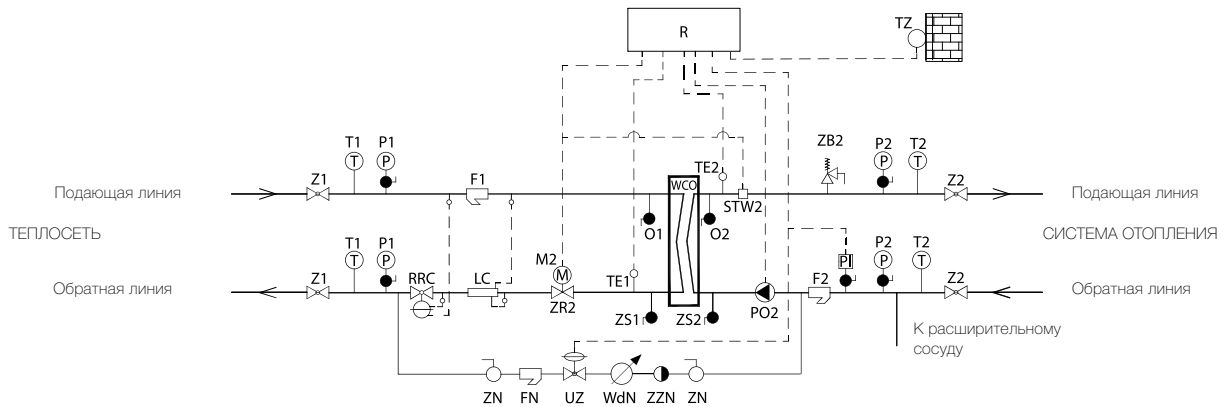 R
TZ
T1
P1
F1
Z1
TE2
ZB2
P2
T2
WCO
STW2
Z2
T
P
P
T
Подающая линия
Подающая линия
O1
O2
ТЕПЛОСЕТЬ
СИСТЕМА ОТОПЛЕНИЯ
T1
P1
RRC
LC
M2
M
TE1
PI
P2
T2
T
P
P
T
Z1
F2
Z2
Обратная линия
Обратная линия
ZR2
ZS1
ZS2
PO2
К расширительному
сосуду
ZN
FN
UZ
WdN
ZZN
ZN